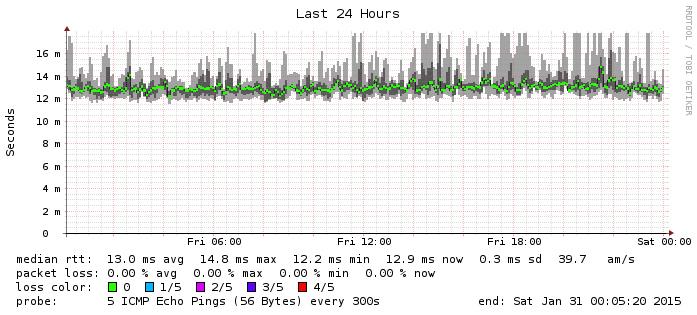 Last 24 Hours
RRDTOOL / TOBI OETIKER
Seconds
16 m
14 m
12 m
10 m
8 m
6 m
4 m
2 m
0
Fri 06:00 Fri 12:00 Fri 18:00 Sat 00:00
median rtt: 13.0 ms avg 14.8 ms max 12.2 ms min 12.9 ms now 0.3 ms sd 39.7 am/s
packet loss: 0.00 % avg 0.00 % max 0.00 % min 0.00 % now
loss color: 0 1/5 2/5 3/5 4/5
probe: 5 ICMP Echo Pings (56 Bytes) every 300s end: Sat Jan 31 00:05:20 2015